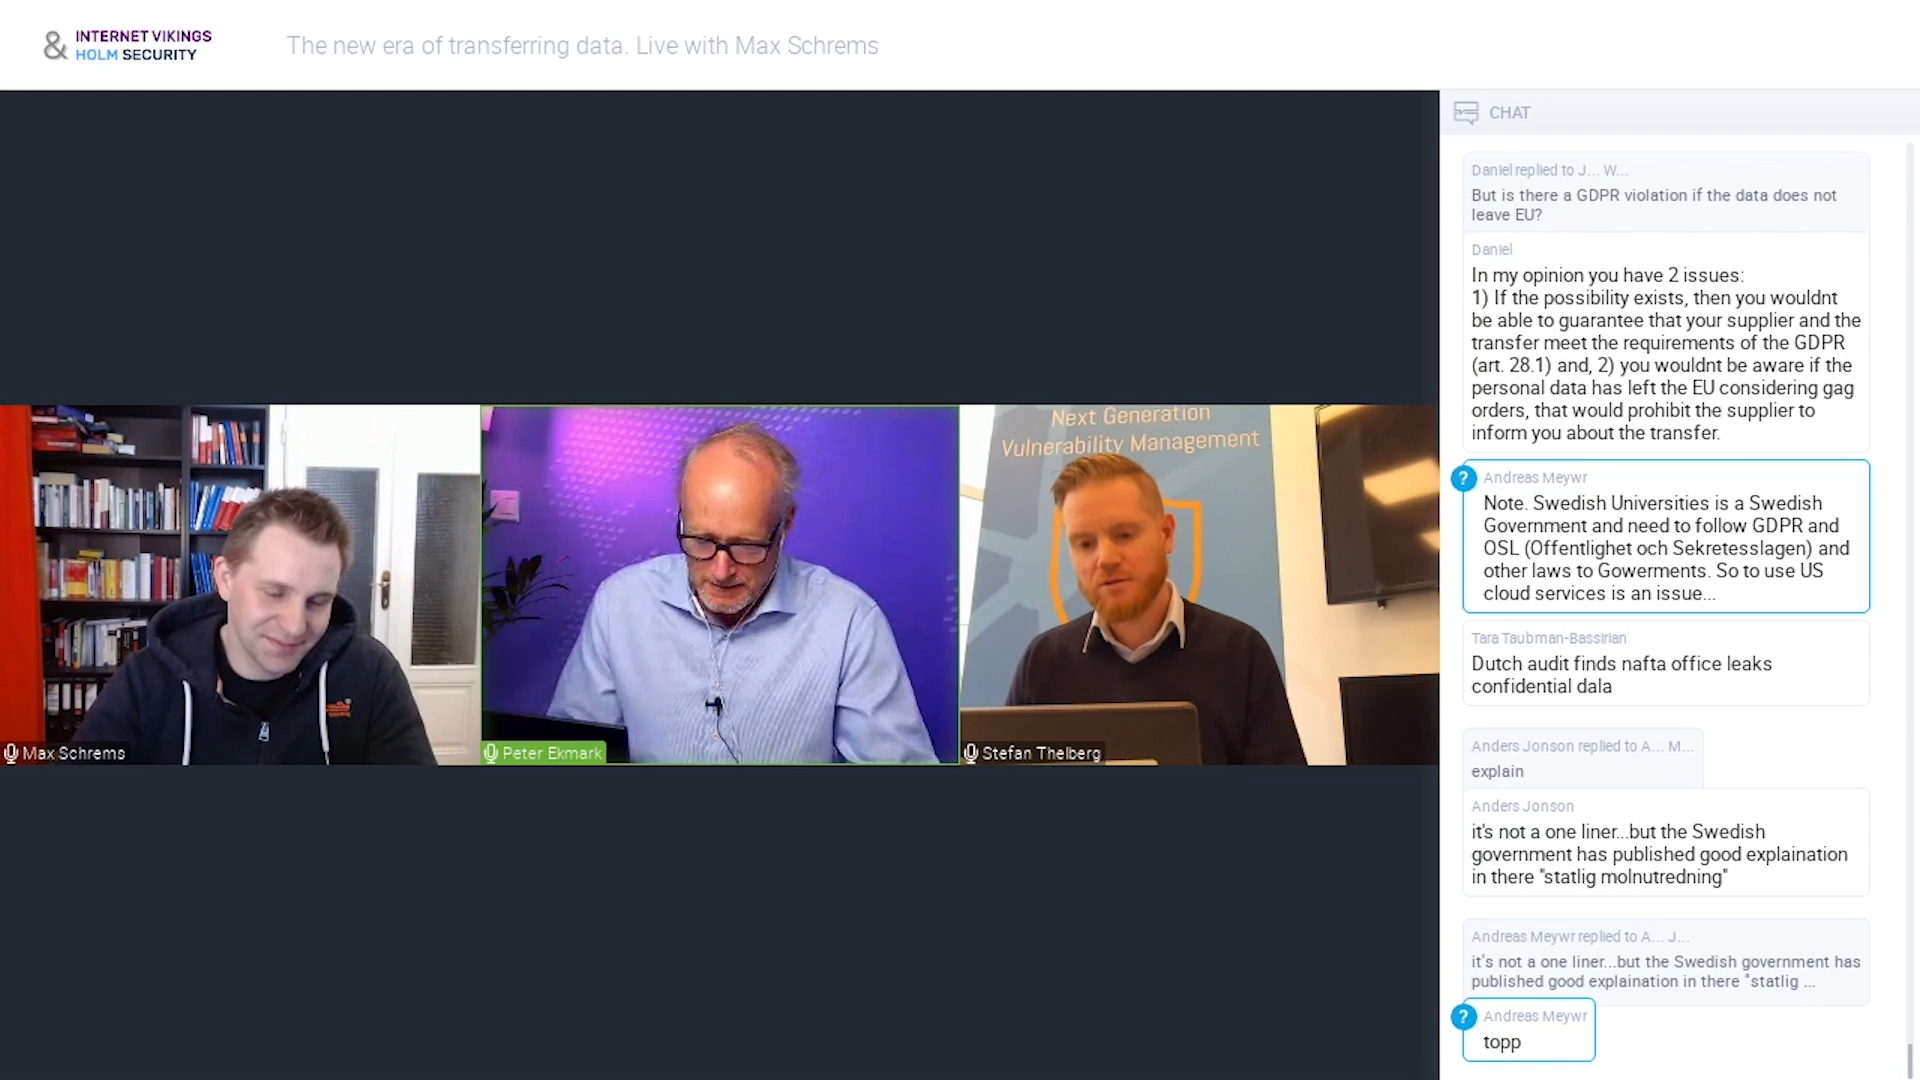 & INTERNET VIKINGS
HOLM SECURITY
The new era of transferring data. Live with Max Schrems
CHAT
Daniel replied to J... W...
But is there a GDPR violation if the data does not
leave EU?
Daniel
In my opinion you have 2 issues:
1) If the possibility exists, then you wouldnt
be able to guarantee that your supplier and the
transfer meet the requirements of the GDPR
(art. 28.1) and, 2) you wouldnt be aware if the
personal data has left the EU considering gag
orders, that would prohibit the supplier to
inform you about the transfer.
?
Andreas Meywr
Note. Swedish Universities is a Swedish
Government and need to follow GDPR and
OSL (Offentlighet och Sekretesslagen) and
other laws to Gowerments. So to use US
cloud services is an issue...
Tara Taubman-Bassirian
Dutch audit finds nafta office leaks
confidential dala
Anders Jonson replied to A... M...
explain
Anders Jonson
it's not a one liner...but the Swedish
government has published good explaination
in there "statlig molnutredning"
Andreas Meywr replied to A... J...
it's not a one liner...but the Swedish government has
published good explaination in there "statlig ...
?
Andreas Meywr
topp
Next Generation
Vulnerability Management
Max Schrems
Peter Ekmark
Stefan Thelberg